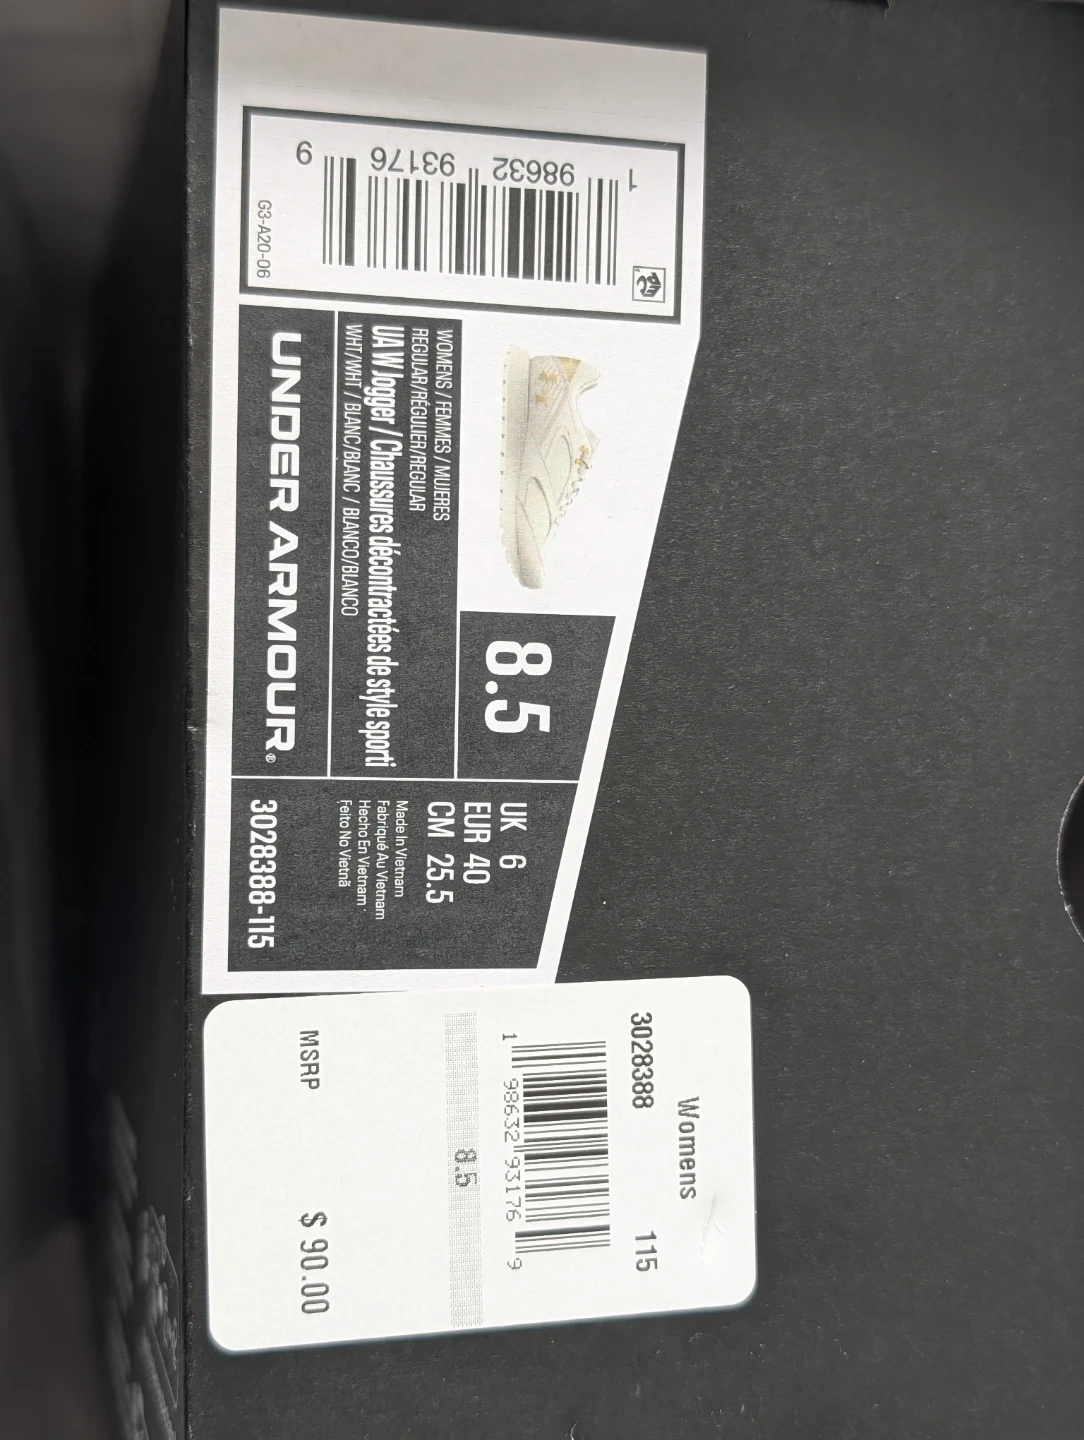 1 98632 93176 9
G3-A20-06
WOMENS / FEMMES / MUJERES
REGULAR/RÉGULIER/REGULAR
UA W Jogger / Chaussures décontractées de style sporti
WHT/WHT / BLANC/BLANC / BLANCO/BLANCO
UNDER ARMOUR®
8.5
UK 6
EUR 40
CM 25.5
Made In Vietnam
Fabriqué Au Vietnam
Hecho En Vietnam
Feito No Vietnã
3028388-115
Womens
3028388 115
1 98632 93176 9
8.5
MSRP $ 90.00